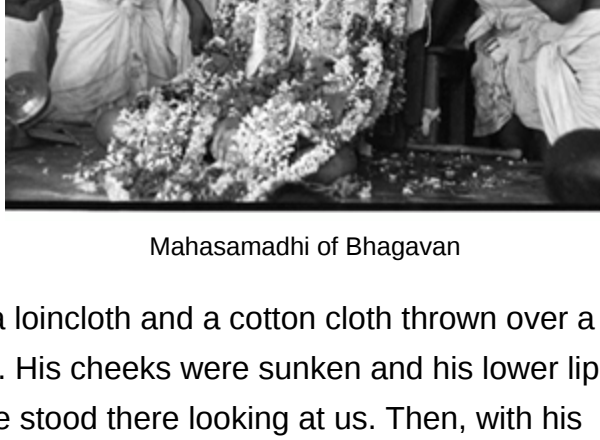 Mahasamadhi of Bhagavan
a loincloth and a cotton cloth thrown over a
. His cheeks were sunken and his lower lip
e stood there looking at us. Then, with his